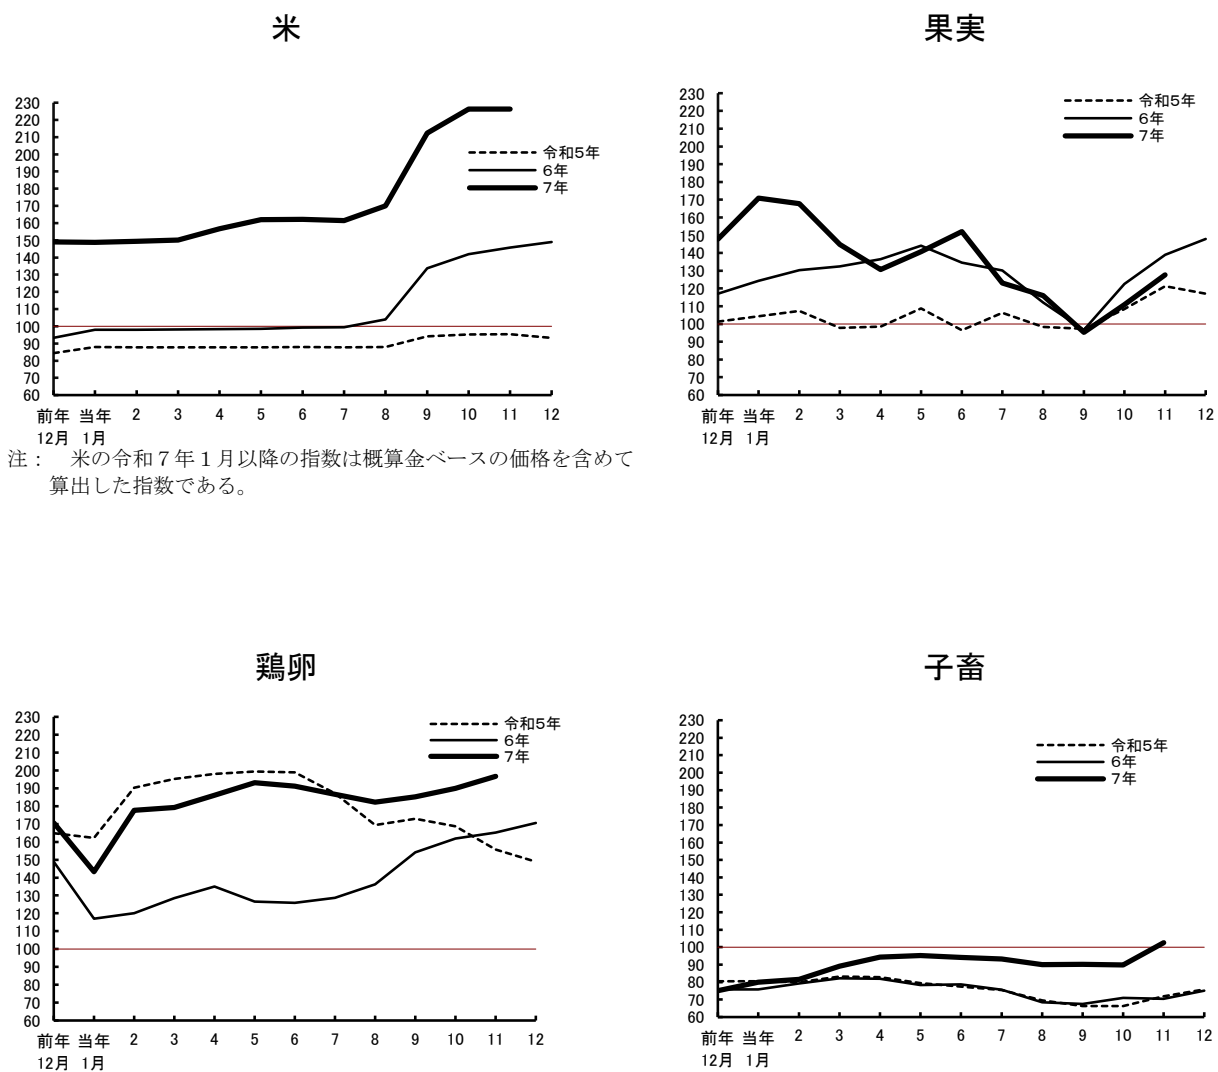 米
230
220
210
200
190
180
170
160
150
140
130
120
110
100
90
80
70
60
令和5年
6年
7年
前年 当年 2 3 4 5 6 7 8 9 10 11 12
12月 1月
注：　米の令和７年１月以降の指数は概算金ベースの価格を含めて
算出した指数である。
果実
230
220
210
200
190
180
170
160
150
140
130
120
110
100
90
80
70
60
令和5年
6年
7年
前年 当年 2 3 4 5 6 7 8 9 10 11 12
12月 1月
鶏卵
230
220
210
200
190
180
170
160
150
140
130
120
110
100
90
80
70
60
令和5年
6年
7年
前年 当年 2 3 4 5 6 7 8 9 10 11 12
12月 1月
子畜
230
220
210
200
190
180
170
160
150
140
130
120
110
100
90
80
70
60
令和5年
6年
7年
前年 当年 2 3 4 5 6 7 8 9 10 11 12
12月 1月